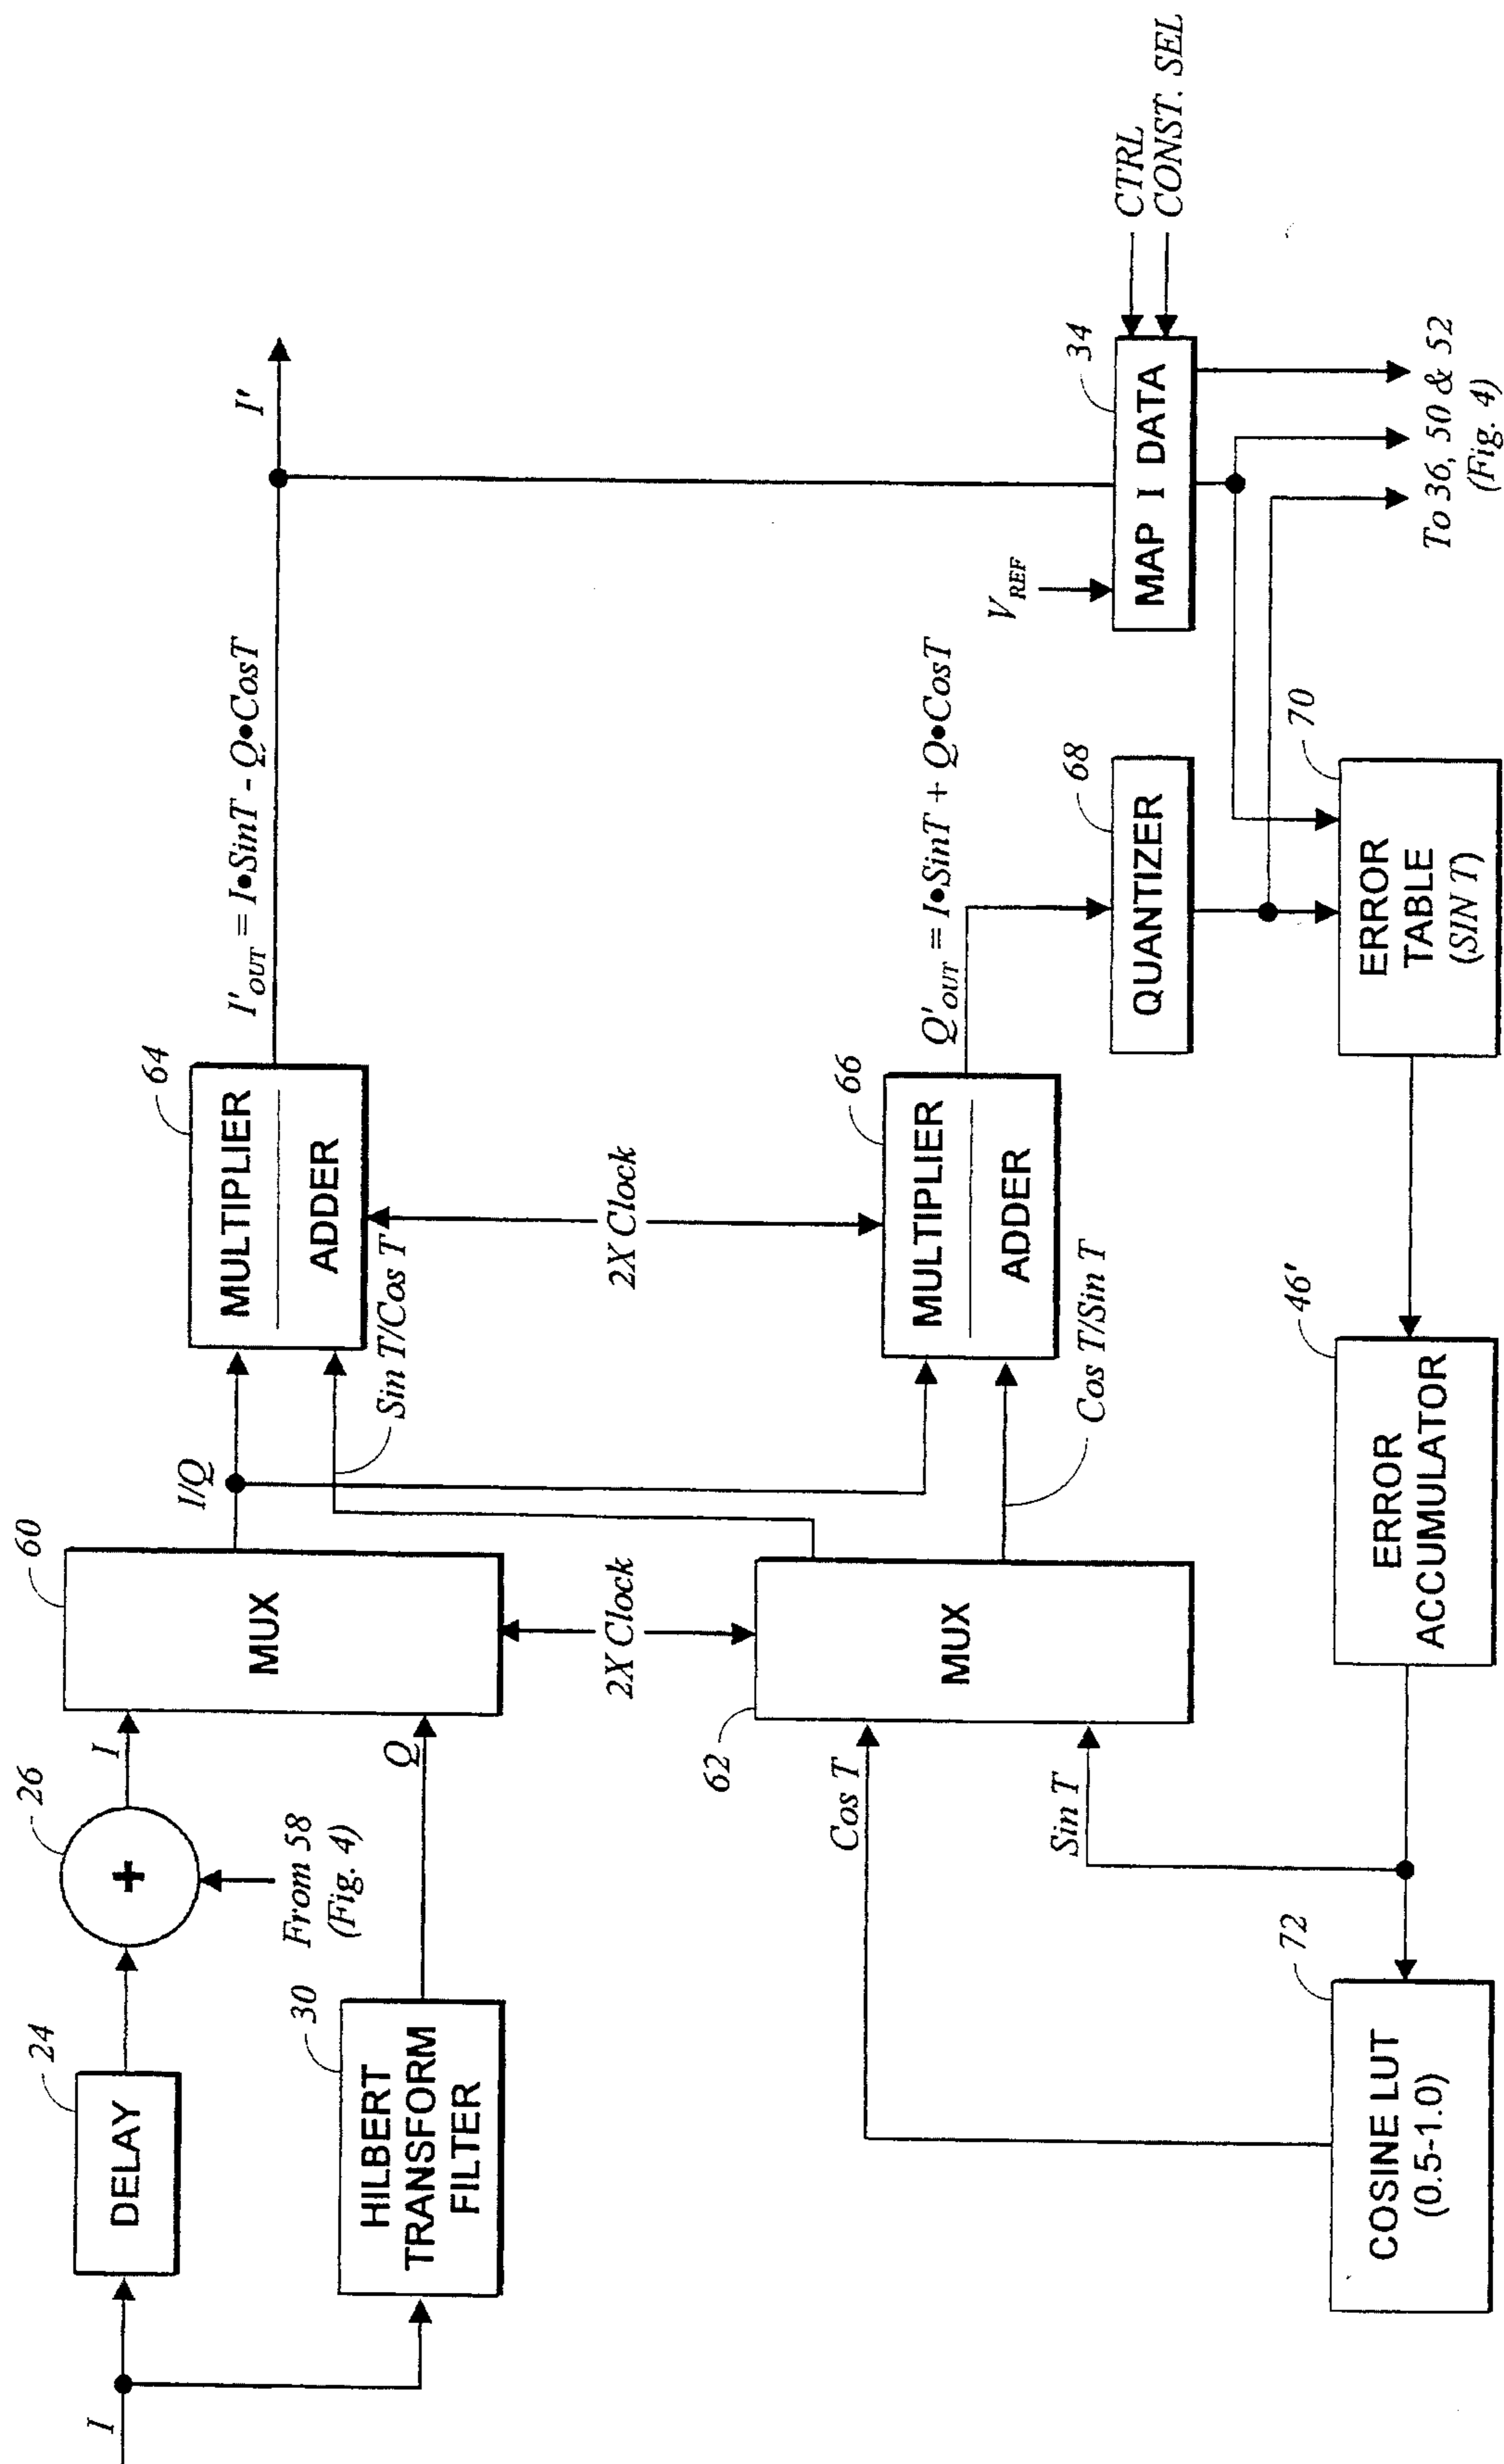 I
24
DELAY
26
+
I
From 58
(Fig. 4)
30
HILBERT
TRANSFORM
FILTER
Q
60
MUX
I/Q
2X Clock
62
MUX
Cos T
Sin T
64
MULTIPLIER
ADDER
Sin T/Cos T
2X Clock
66
MULTIPLIER
ADDER
Cos T/Sin T
I'OUT = I•SinT - Q•CosT
I'
Q'OUT = I•SinT + Q•CosT
68
QUANTIZER
VREF
34
MAP I DATA
CTRL
CONST. SEL
To 36, 50 & 52
(Fig. 4)
70
ERROR
TABLE
(SIN T)
46'
ERROR
ACCUMULATOR
72
COSINE LUT
(0.5-1.0)